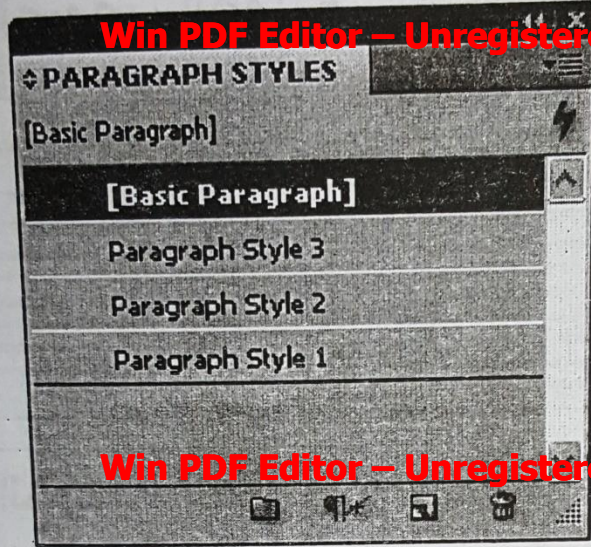 Win PDF Editor — Unregistere
PARAGRAPH STYLES
[Basic Paragraph]
[Basic Paragraph]
Paragraph Style 3
Paragraph Style 2
Paragraph Style 1
Win PDF Editor — Unregistere